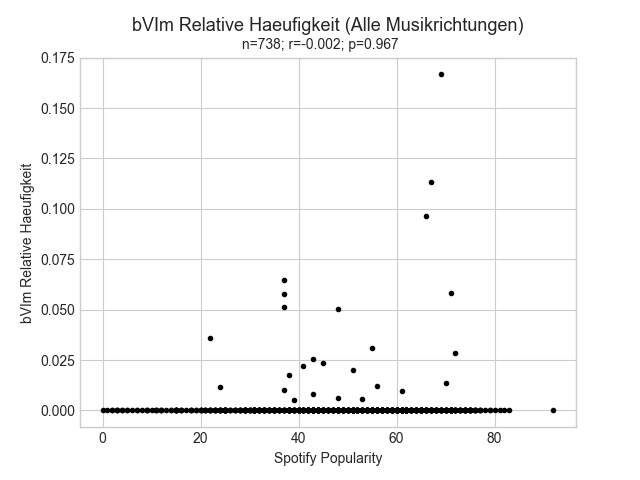 bVIm Relative Haeufigkeit (Alle Musikrichtungen)
n=738; r=-0.002; p=0.967
0.175
0.150
0.125
0.100
0.075
0.050
0.025
0.000
bVIm Relative Haeufigkeit
0 20 40 60 80
Spotify Popularity